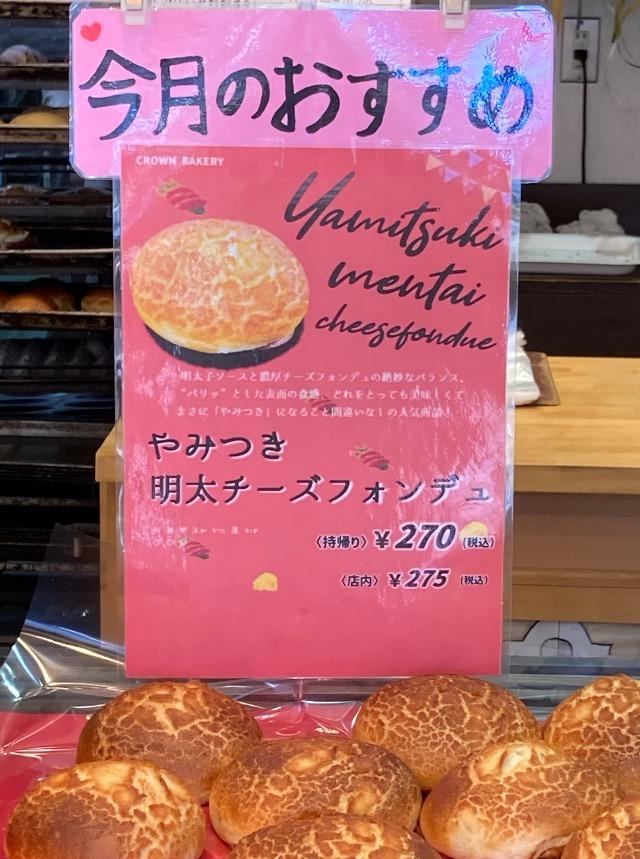 今月のおすすめ
CROWN BAKERY
Yamitsuki
mentai
cheesefondue
明太子ソースと濃厚チーズフォンデュの絶妙なバランス、
“パリッ”とした表面の食感、どれをとっても美味しくて
まさに「やみつき」になること間違いなしの人気商品！
やみつき
明太チーズフォンデュ
〈持帰り〉￥270(税込)
〈店内〉￥275(税込)